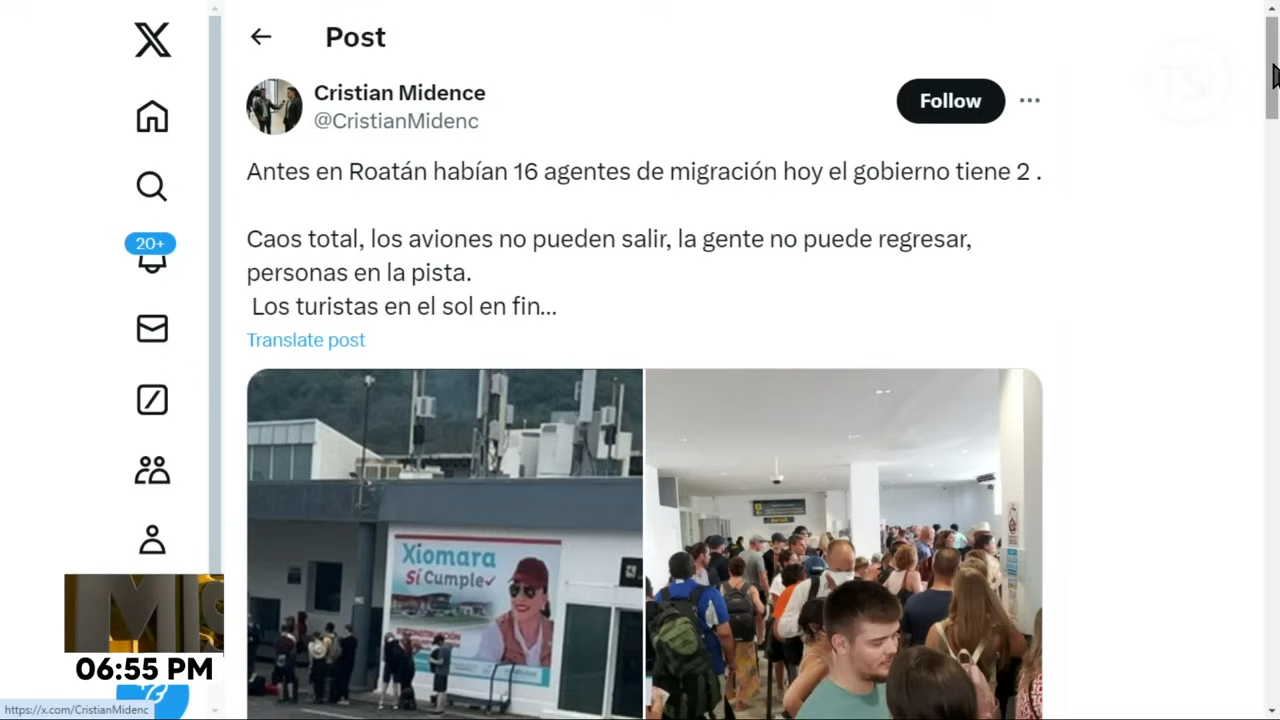 Post
Cristian Midence
@CristianMidenc
Follow
Antes en Roatán habían 16 agentes de migración hoy el gobierno tiene 2 .
Caos total, los aviones no pueden salir, la gente no puede regresar,
personas en la pista.
Los turistas en el sol en fin...
Translate post
20+
Xiomara
Sí Cumple
06:55 PM
https://x.com/CristianMidenc